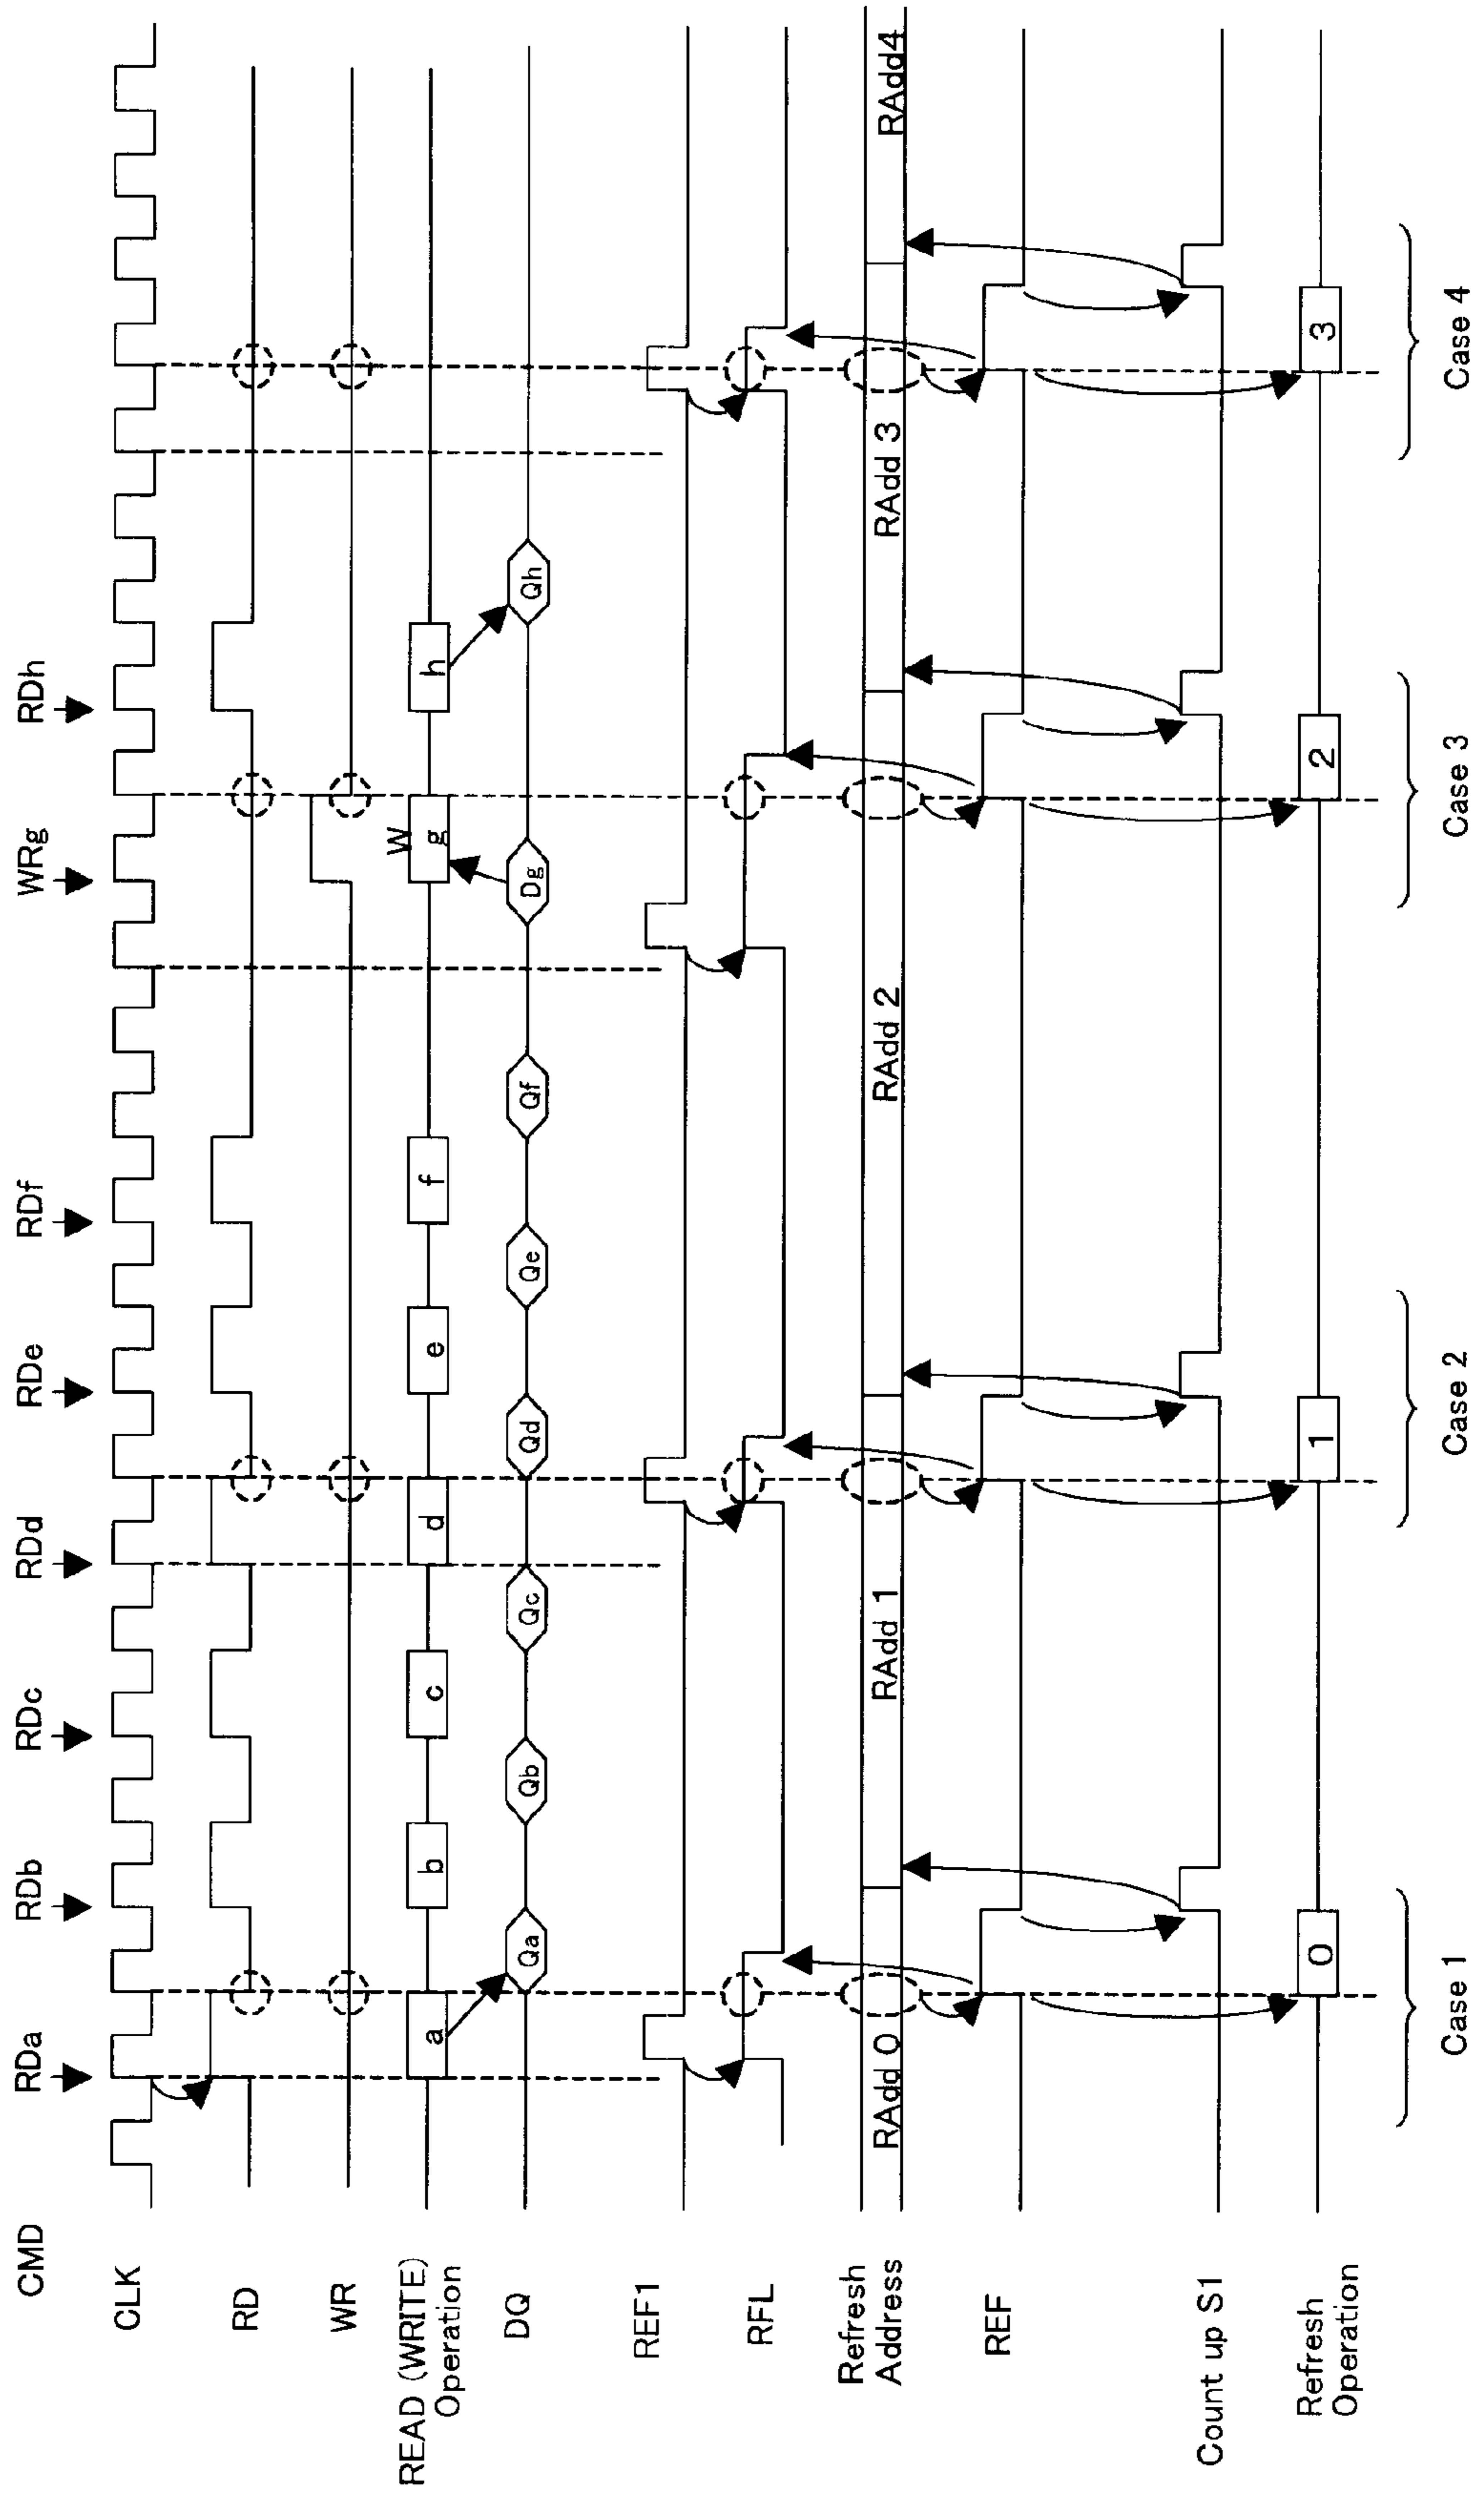 CMD RDa RDb RDc RDd RDe RDf WRg RDh
CLK
RD
WR
READ (WRITE) a b c d e f W h
Operation g
DQ Qa Qb Qc Qd Qe Qf Dg Qh
REF1
RFL
Refresh
Address RAdd 0 RAdd 1 RAdd 2 RAdd 3 RAdd4
REF
Count up S1
Refresh 0 1 2 3
Operation
Case 1 Case 2 Case 3 Case 4